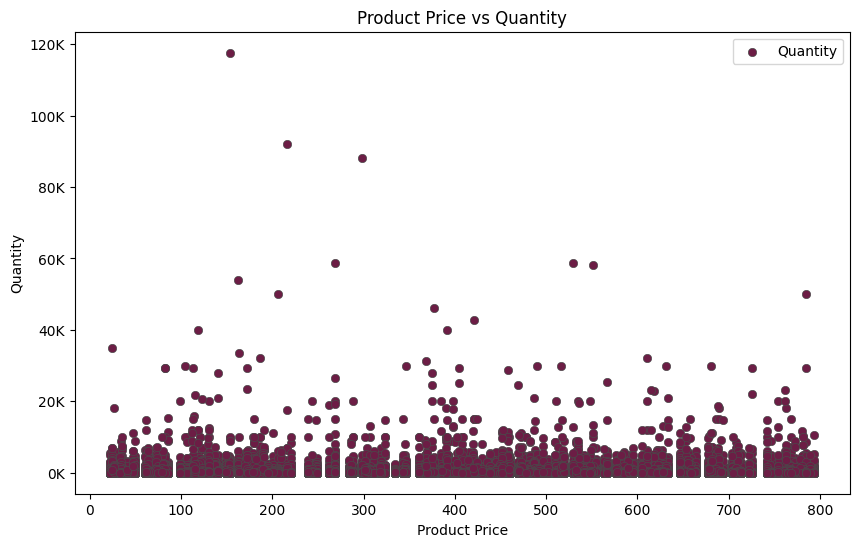 Product Price vs Quantity
120K
100K
80K
60K
40K
20K
0K
Quantity
Quantity
0
100
200
300
400
500
600
700
800
Product Price